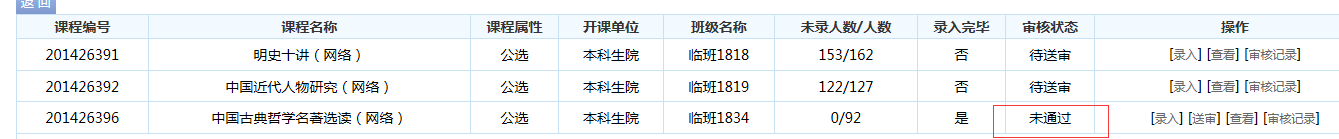 返回
课程编号 课程名称 课程属性 开课单位 班级名称 未录人数/人数 录入完毕 审核状态 操作
201426391 明史十讲（网络） 公选 本科生院 临班1818 153/162 否 待送审 [录入] [查看] [审核记录]
201426392 中国近代人物研究（网络） 公选 本科生院 临班1819 122/127 否 待送审 [录入] [查看] [审核记录]
201426396 中国古典哲学名著选读（网络） 公选 本科生院 临班1834 0/92 是 未通过 [录入] [送审] [查看] [审核记录]